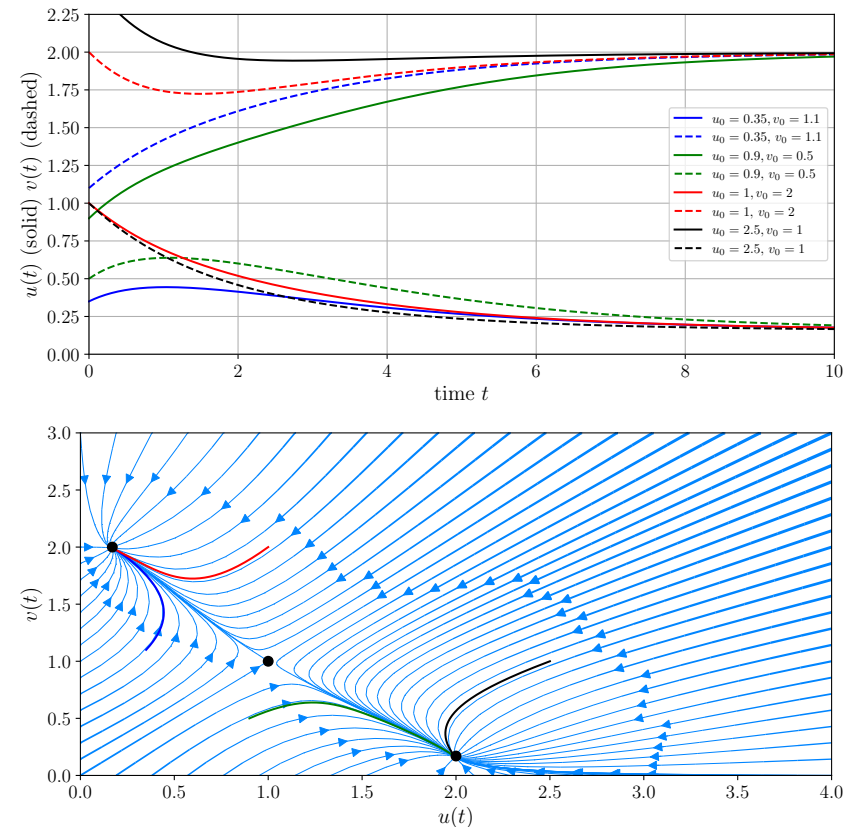 2.25
2.00
1.75
1.50
1.25
1.00
0.75
0.50
0.25
0.00
u(t) (solid) v(t) (dashed)
u₀ = 0.35, v₀ = 1.1
u₀ = 0.35, v₀ = 1.1
u₀ = 0.9, v₀ = 0.5
u₀ = 0.9, v₀ = 0.5
u₀ = 1, v₀ = 2
u₀ = 1, v₀ = 2
u₀ = 2.5, v₀ = 1
u₀ = 2.5, v₀ = 1
0 2 4 6 8 10
time t
3.0
2.5
2.0
1.5
1.0
0.5
0.0
v(t)
0.0 0.5 1.0 1.5 2.0 2.5 3.0 3.5 4.0
u(t)